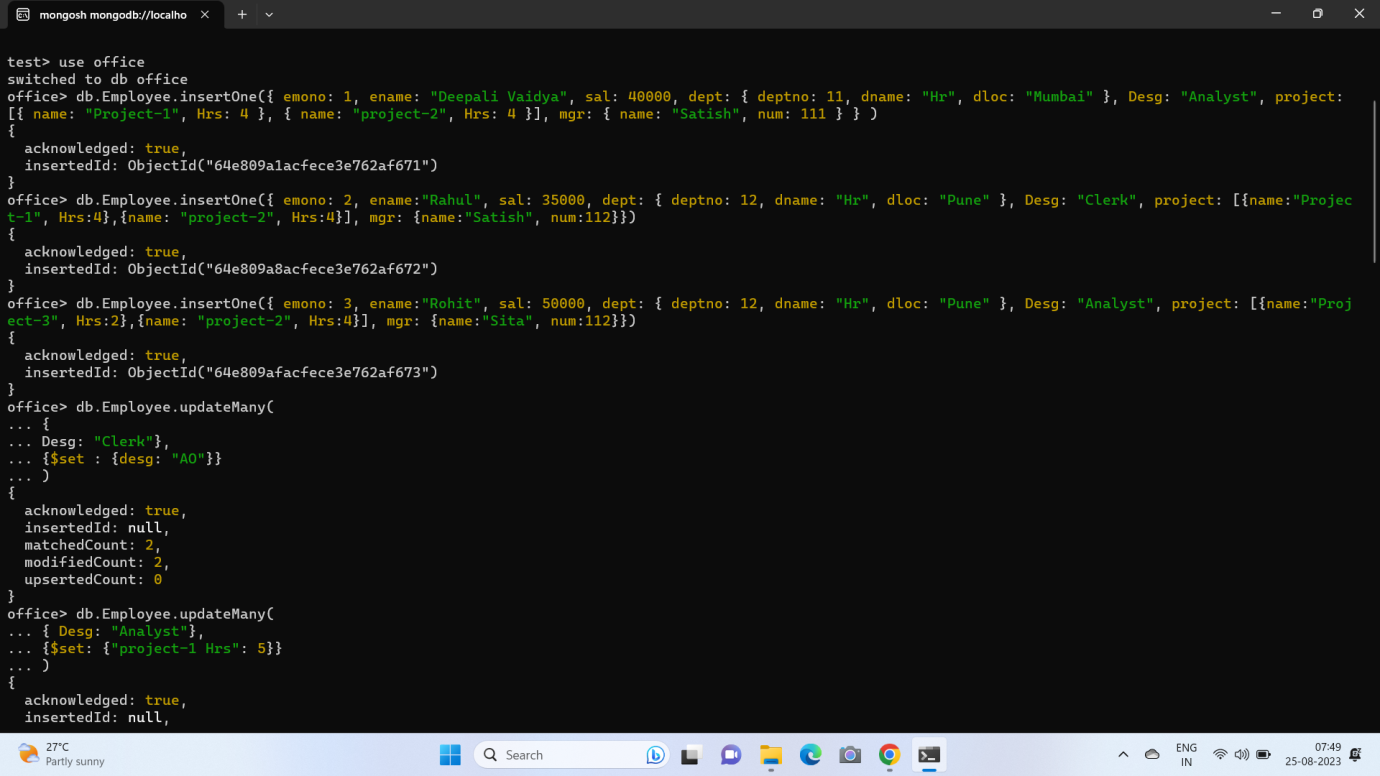 mongosh mongodb://localho
test> use office
switched to db office
office> db.Employee.insertOne({ emono: 1, ename: "Deepali Vaidya", sal: 40000, dept: { deptno: 11, dname: "Hr", dloc: "Mumbai" }, Desg: "Analyst", project:
[{ name: "Project-1", Hrs: 4 }, { name: "project-2", Hrs: 4 }], mgr: { name: "Satish", num: 111 } } )
{
  acknowledged: true,
  insertedId: ObjectId("64e809a1acfece3e762af671")
}
office> db.Employee.insertOne({ emono: 2, ename:"Rahul", sal: 35000, dept: { deptno: 12, dname: "Hr", dloc: "Pune" }, Desg: "Clerk", project: [{name:"Projec
t-1", Hrs:4},{name: "project-2", Hrs:4}], mgr: {name:"Satish", num:112}})
{
  acknowledged: true,
  insertedId: ObjectId("64e809a8acfece3e762af672")
}
office> db.Employee.insertOne({ emono: 3, ename:"Rohit", sal: 50000, dept: { deptno: 12, dname: "Hr", dloc: "Pune" }, Desg: "Analyst", project: [{name:"Proj
ect-3", Hrs:2},{name: "project-2", Hrs:4}], mgr: {name:"Sita", num:112}})
{
  acknowledged: true,
  insertedId: ObjectId("64e809afacfece3e762af673")
}
office> db.Employee.updateMany(
... {
... Desg: "Clerk"},
... {$set : {desg: "AO"}}
... )
{
  acknowledged: true,
  insertedId: null,
  matchedCount: 2,
  modifiedCount: 2,
  upsertedCount: 0
}
office> db.Employee.updateMany(
... { Desg: "Analyst"},
... {$set: {"project-1 Hrs": 5}}
... )
{
  acknowledged: true,
  insertedId: null,
27°C
Partly sunny
Search
ENG
IN
07:49
25-08-2023